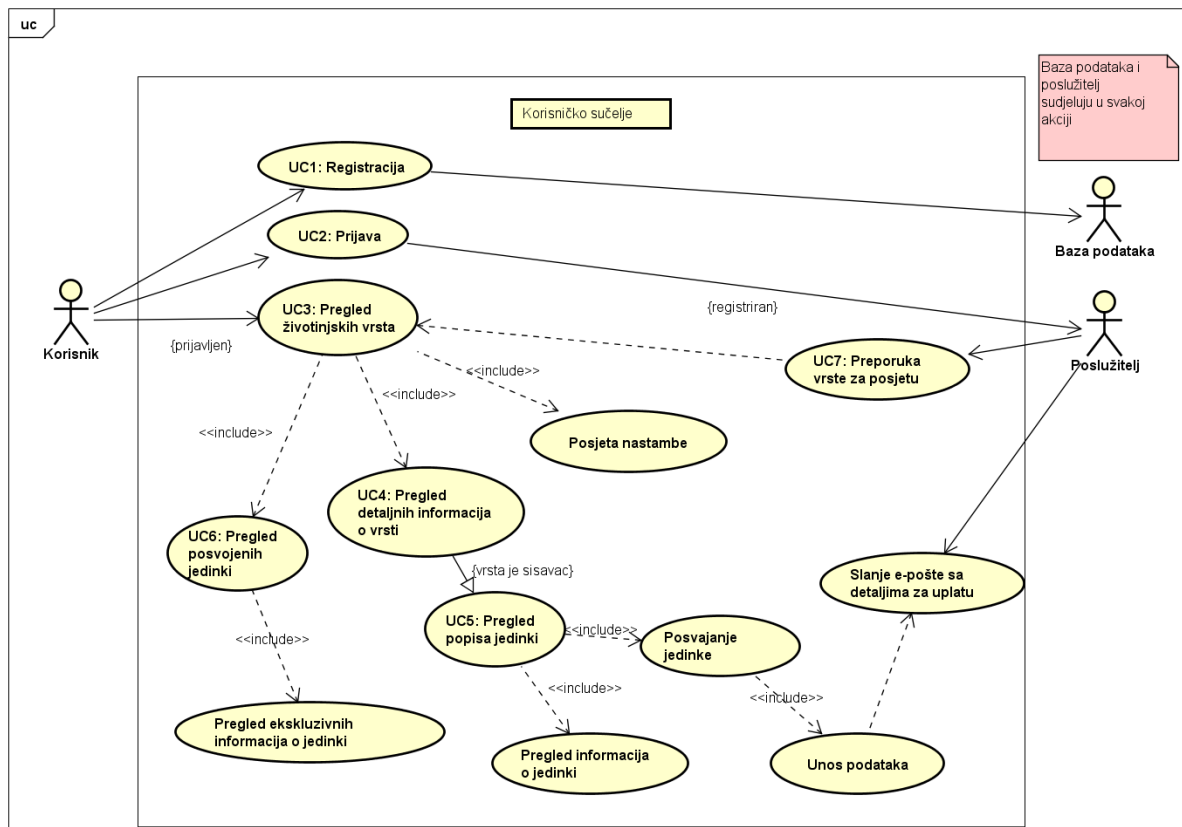 uc
Baza podataka i
poslužitelj
sudjeluju u svakoj
akciji
Korisničko sučelje
UC1: Registracija
UC2: Prijava
Baza podataka
UC3: Pregled
životinjskih vrsta
{registriran}
Korisnik
{prijavljen}
UC7: Preporuka
vrste za posjetu
Poslužitelj
<<include>>
<<include>>
<<include>>
Posjeta nastambe
UC4: Pregled
detaljnih informacija
o vrsti
UC6: Pregled
posvojenih
jedinki
{vrsta je sisavac}
Slanje e-pošte sa
detaljima za uplatu
UC5: Pregled
popisa jedinki
<<include>>
Posvajanje
jedinke
<<include>>
<<include>>
<<include>>
Pregled ekskluzivnih
informacija o jedinki
Pregled informacija
o jedinki
Unos podataka